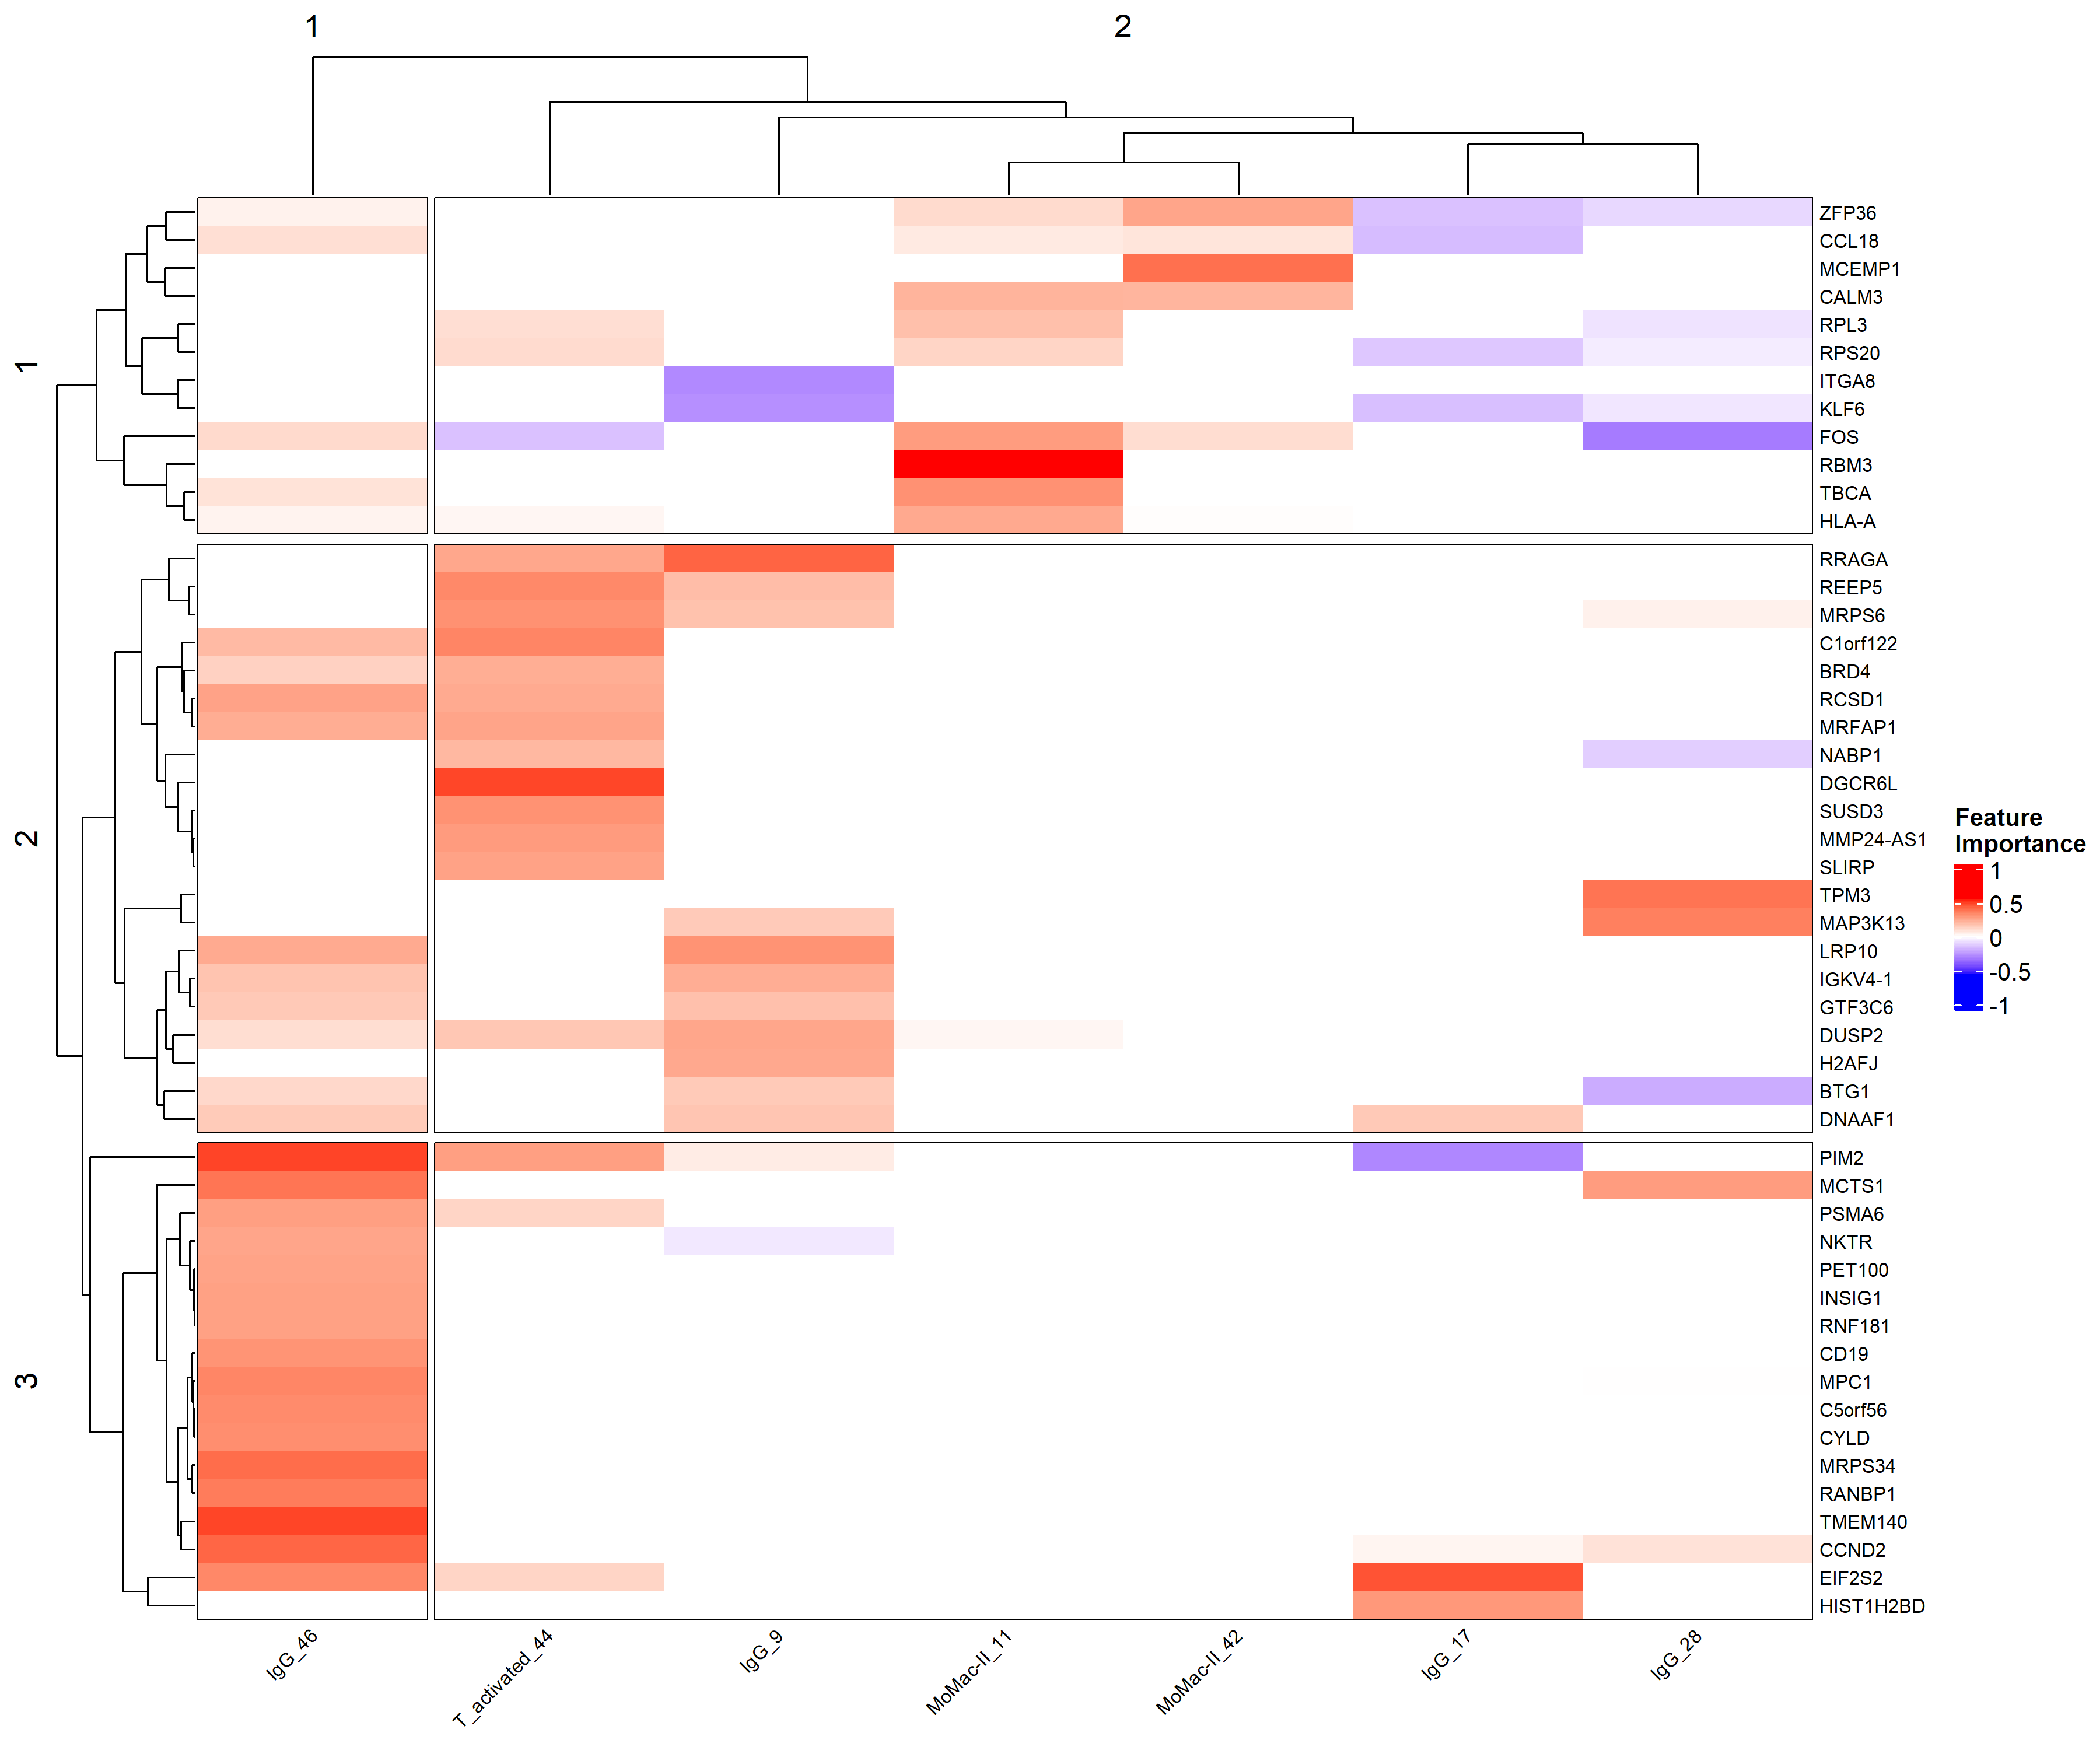 1
2
1
2
3
ZFP36
CCL18
MCEMP1
CALM3
RPL3
RPS20
ITGA8
KLF6
FOS
RBM3
TBCA
HLA-A
RRAGA
REEP5
MRPS6
C1orf122
BRD4
RCSD1
MRFAP1
NABP1
DGCR6L
SUSD3
MMP24-AS1
SLIRP
TPM3
MAP3K13
LRP10
IGKV4-1
GTF3C6
DUSP2
H2AFJ
BTG1
DNAAF1
PIM2
MCTS1
PSMA6
NKTR
PET100
INSIG1
RNF181
CD19
MPC1
C5orf56
CYLD
MRPS34
RANBP1
TMEM140
CCND2
EIF2S2
HIST1H2BD
IgG_46
T_activated_44
IgG_9
MoMac-II_11
MoMac-II_42
IgG_17
IgG_28
Feature
Importance
1
0.5
0
-0.5
-1